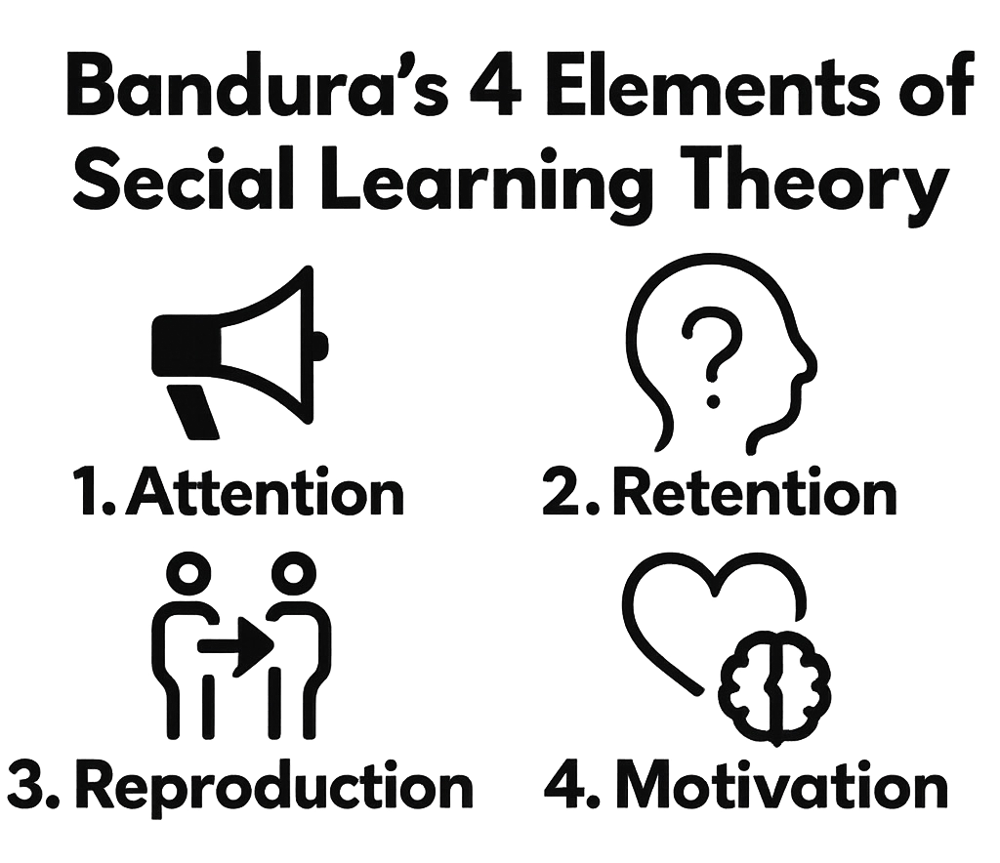 Bandura’s 4 Elements of
Secial Learning Theory
?
1. Attention
2. Retention
3. Reproduction
4. Motivation